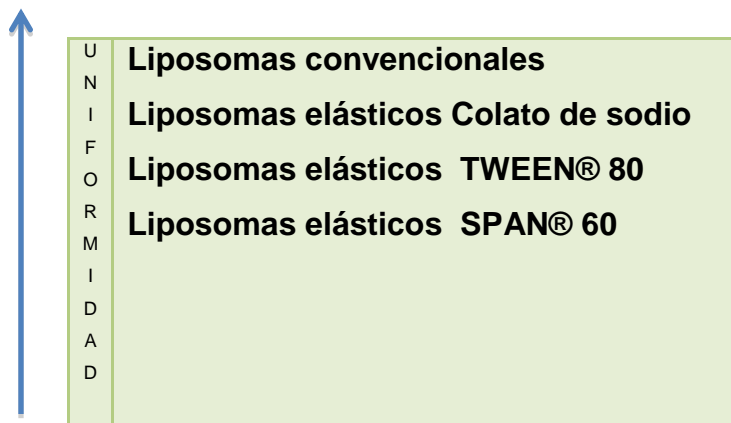 UNIFORMIDAD
Liposomas convencionales
Liposomas elásticos Colato de sodio
Liposomas elásticos TWEEN® 80
Liposomas elásticos SPAN® 60